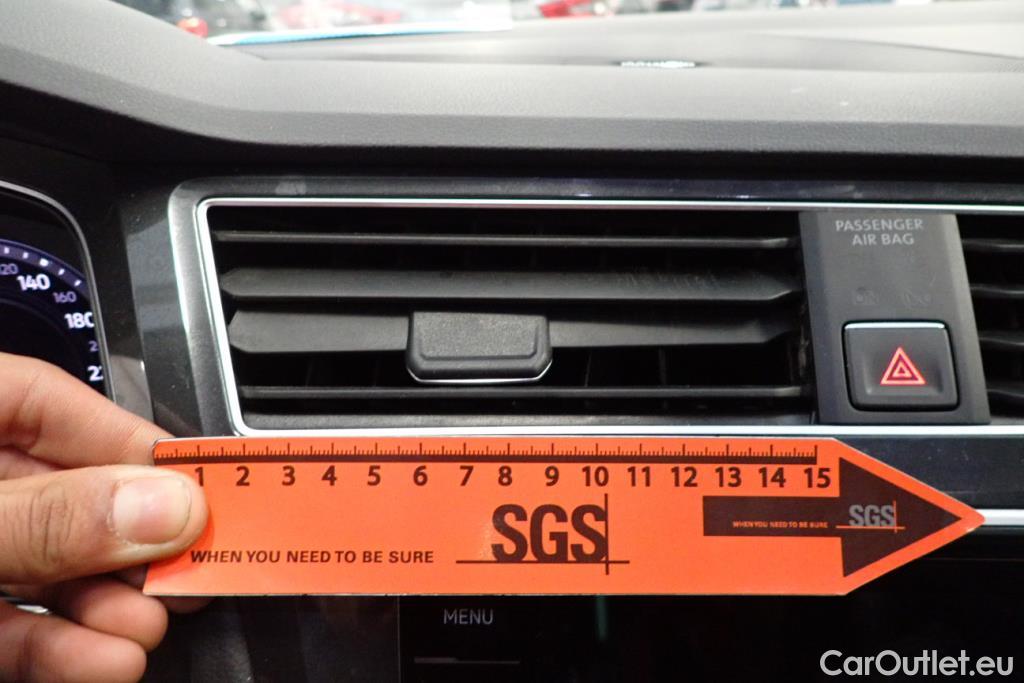 PASSENGER
AIR BAG
ON
120
140
160
180
1 2 3 4 5 6 7 8 9 10 11 12 13 14 15
SGS
WHEN YOU NEED TO BE SURE
WHEN YOU NEED TO BE SURE
SGS
MENU
CarOutlet.eu